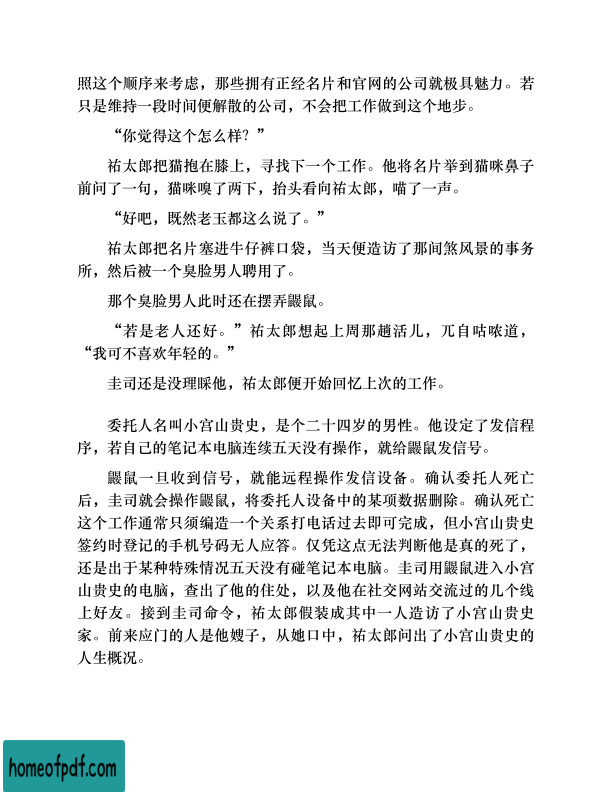 照这个顺序来考虑，那些拥有正经名片和官网的公司就极具魅力。若
只是维持一段时间便解散的公司，不会把工作做到这个地步。
“你觉得这个怎么样？”
祐太郎把猫抱在膝上，寻找下一个工作。他将名片举到猫咪鼻子
前问了一句，猫咪嗅了两下，抬头看向祐太郎，喵了一声。
“好吧，既然老玉都这么说了。”
祐太郎把名片塞进牛仔裤口袋，当天便造访了那间煞风景的事务
所，然后被一个臭脸男人聘用了。
那个臭脸男人此时还在摆弄鼹鼠。
“若是老人还好。”祐太郎想起上周那趟活儿，兀自咕哝道，
“我可不喜欢年轻的。”
圭司还是没理睬他，祐太郎便开始回忆上次的工作。
委托人名叫小宫山贵史，是个二十四岁的男性。他设定了发信程
序，若自己的笔记本电脑连续五天没有操作，就给鼹鼠发信号。
鼹鼠一旦收到信号，就能远程操作发信设备。确认委托人死亡
后，圭司就会操作鼹鼠，将委托人设备中的某项数据删除。确认死亡
这个工作通常只须编造一个关系打电话过去即可完成，但小宫山贵史
签约时登记的手机号码无人应答。仅凭这点无法判断他是真的死了，
还是出于某种特殊情况五天没有碰笔记本电脑。圭司用鼹鼠进入小宫
山贵史的电脑，查出了他的住处，以及他在社交网站交流过的几个线
上好友。接到圭司命令，祐太郎假装成其中一人造访了小宫山贵史
家。前来应门的人是他嫂子，从她口中，祐太郎问出了小宫山贵史的
人生概况。
homeofpdf.com